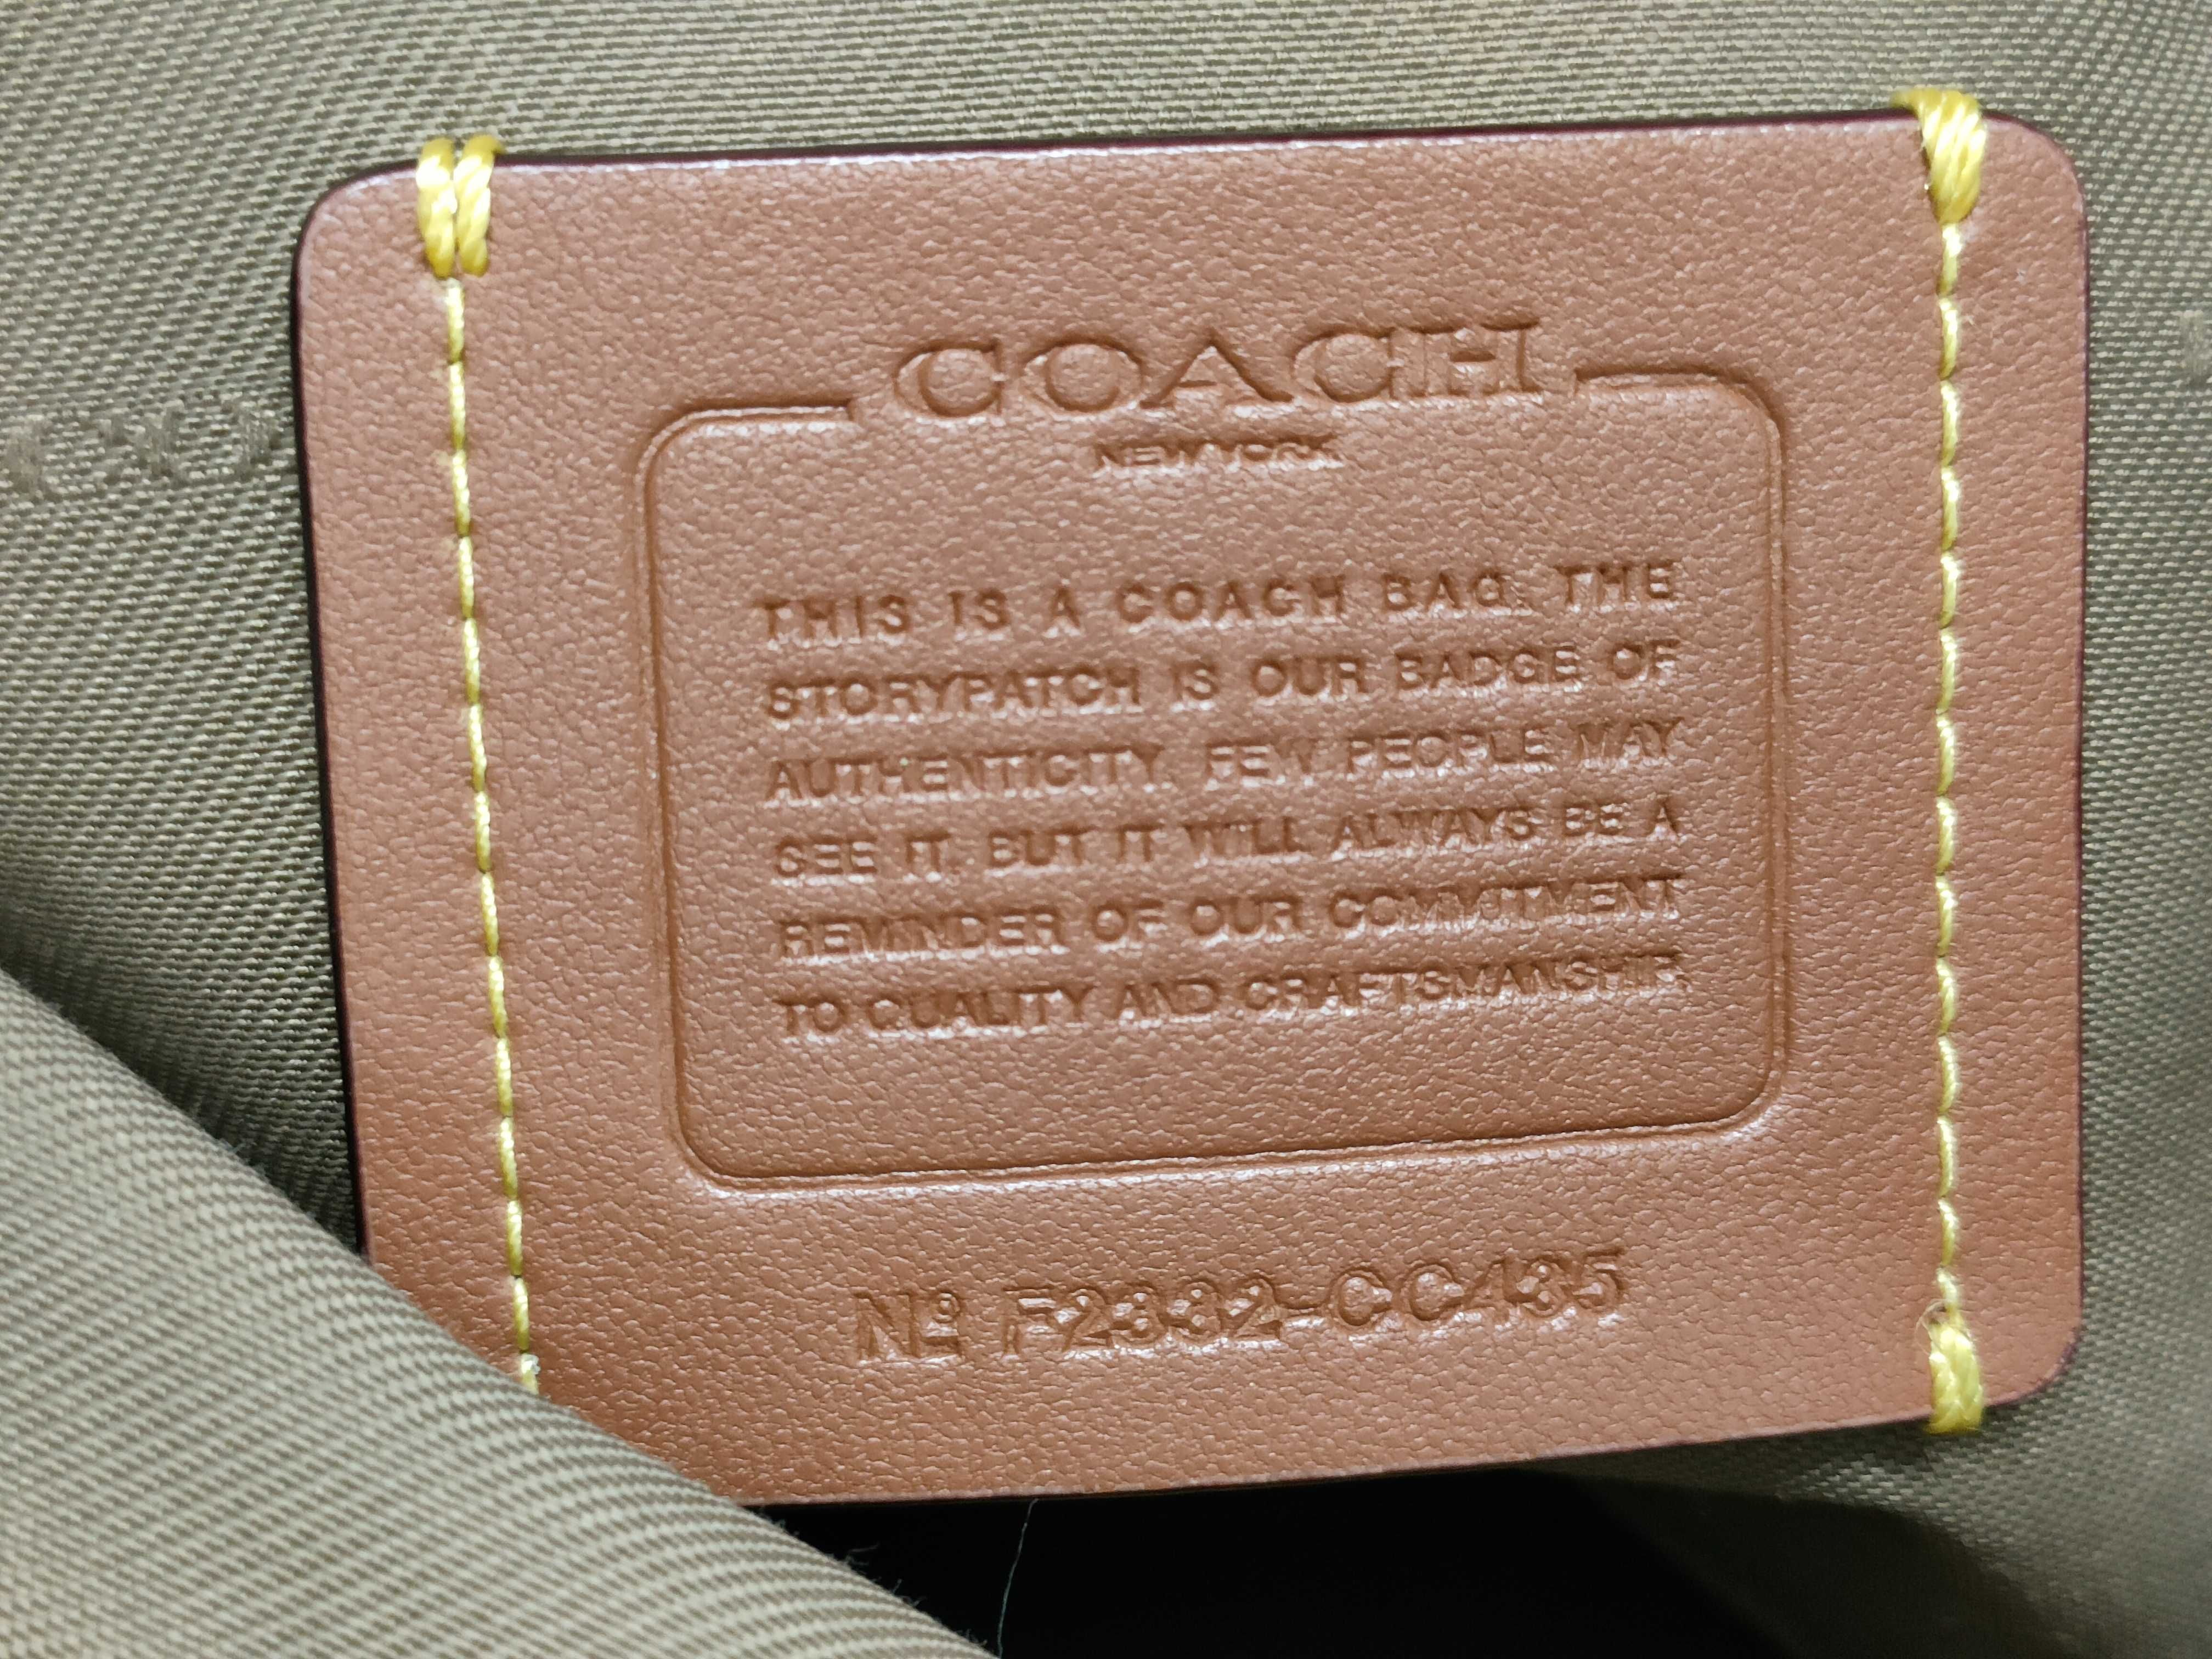 COACH
NEW YORK
THIS IS A COACH BAG. THE
STORYPATCH IS OUR BADGE OF
AUTHENTICITY. FEW PEOPLE MAY
SEE IT, BUT IT WILL ALWAYS BE A
REMINDER OF OUR COMMITMENT
TO QUALITY AND CRAFTSMANSHIP.
Nº F2332-CC435